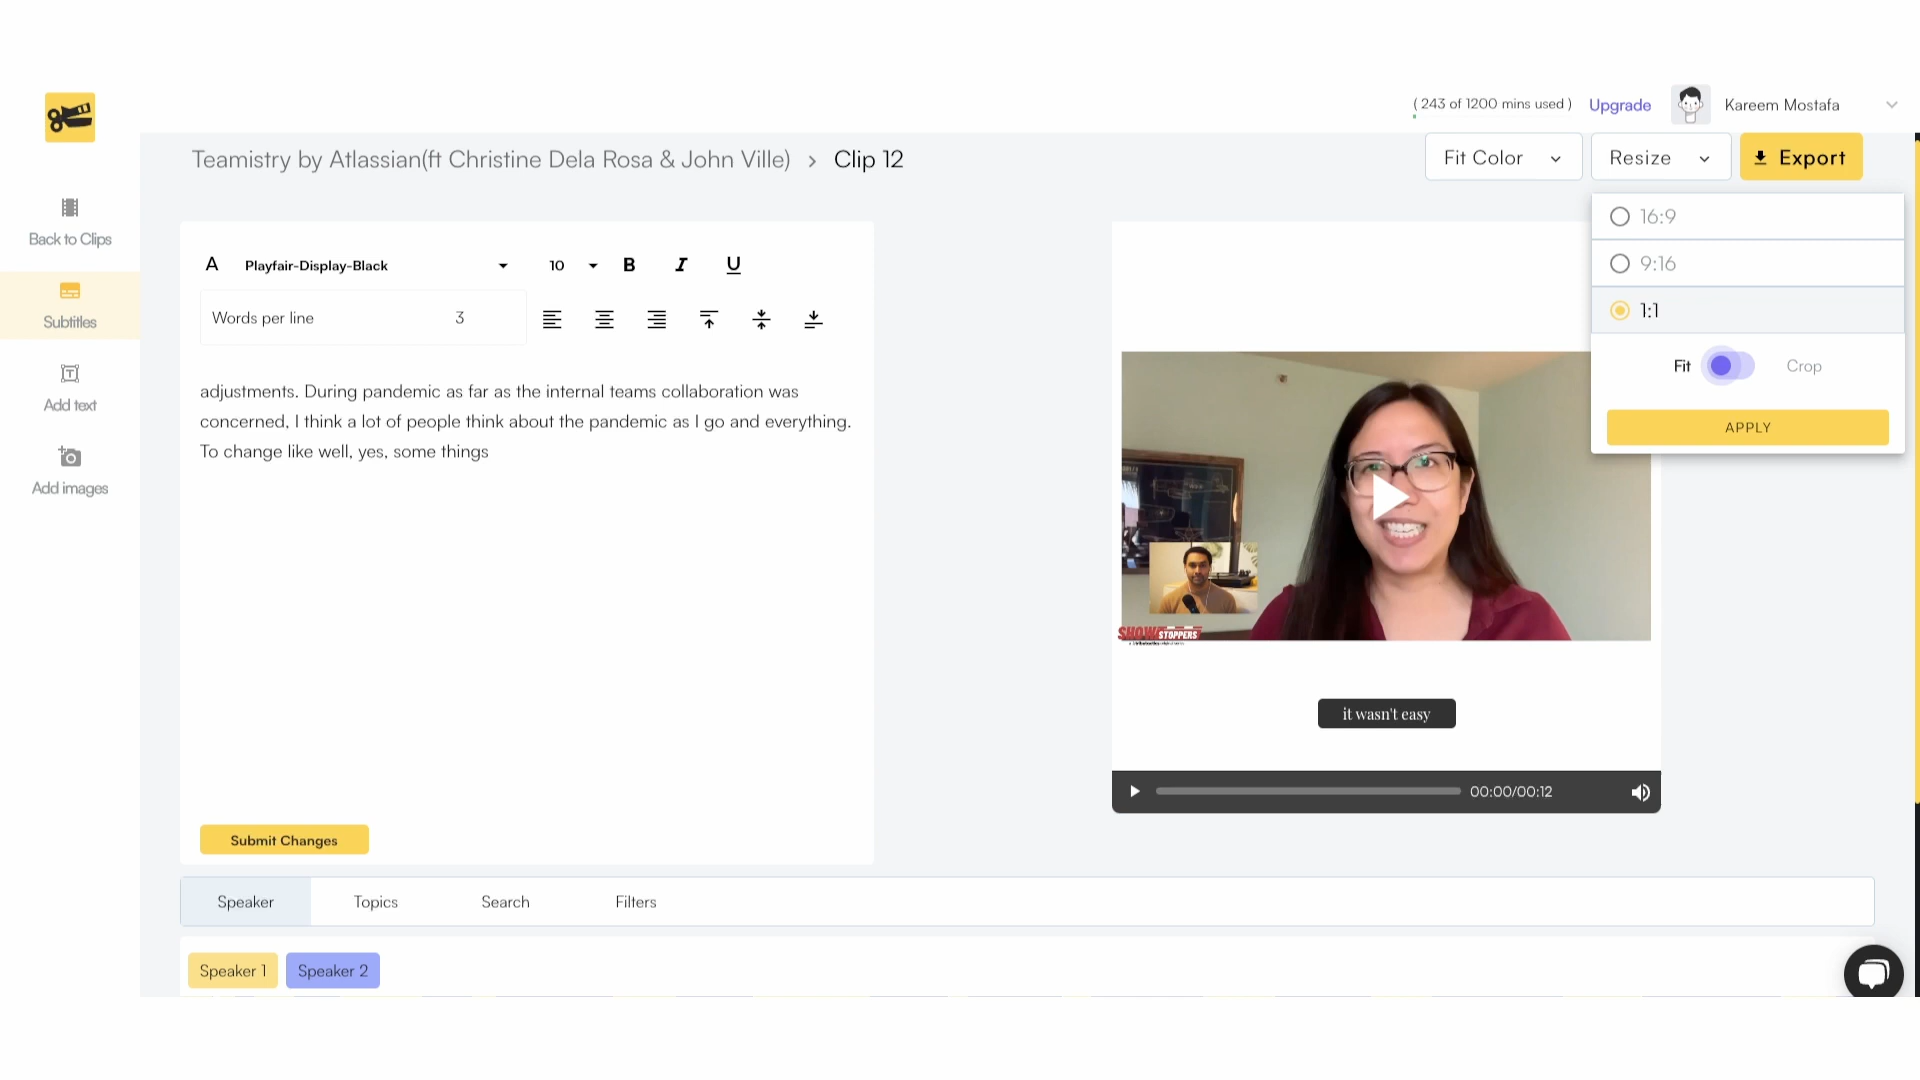 ( 243 of 1200 mins used ) Upgrade Kareem Mostafa
Teamistry by Atlassian(ft Christine Dela Rosa & John Ville) > Clip 12
Fit Color Resize Export
Back to Clips
Subtitles
Add text
Add images
A Playfair-Display-Black 10 B I U
Words per line 3
adjustments. During pandemic as far as the internal teams collaboration was
concerned, I think a lot of people think about the pandemic as I go and everything.
To change like well, yes, some things
Submit Changes
16:9
9:16
1:1
Fit Crop
APPLY
SHOW STOPPERS
it wasn't easy
00:00/00:12
Speaker Topics Search Filters
Speaker 1 Speaker 2